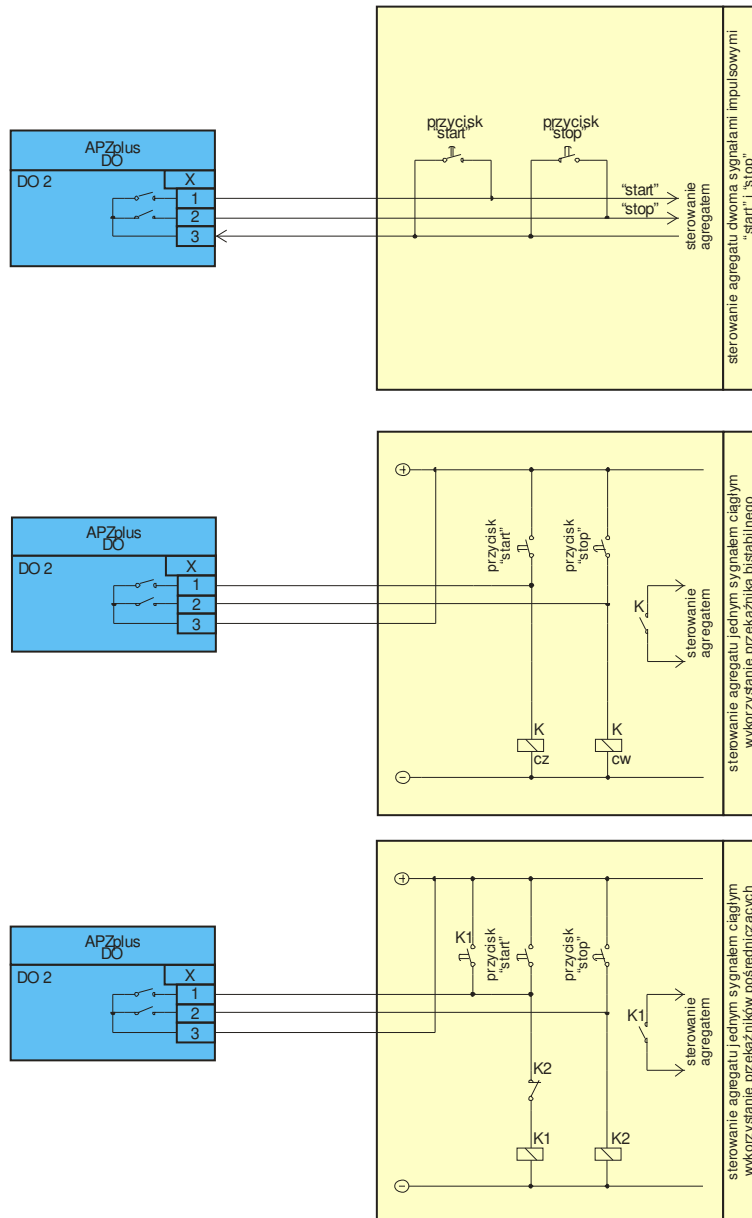 APZplus
DO
DO 2
X
1
2
3
przycisk
"start"
przycisk
"stop"
"start"
"stop"
sterowanie
agregatem
sterowanie agregatu dwoma sygnałami impulsowymi
"start" i "stop"
APZplus
DO
DO 2
X
1
2
3
+
przycisk
"start"
przycisk
"stop"
K
sterowanie
agregatem
K
cz
K
cw
-
sterowanie agregatu jednym sygnałem ciągłym
wykorzystanie przekaźnika bistabilnego
APZplus
DO
DO 2
X
1
2
3
+
K1
przycisk
"start"
przycisk
"stop"
K1
sterowanie
agregatem
K2
K1
K2
-
sterowanie agregatu jednym sygnałem ciągłym
wykorzystanie przekaźników pośredniczących